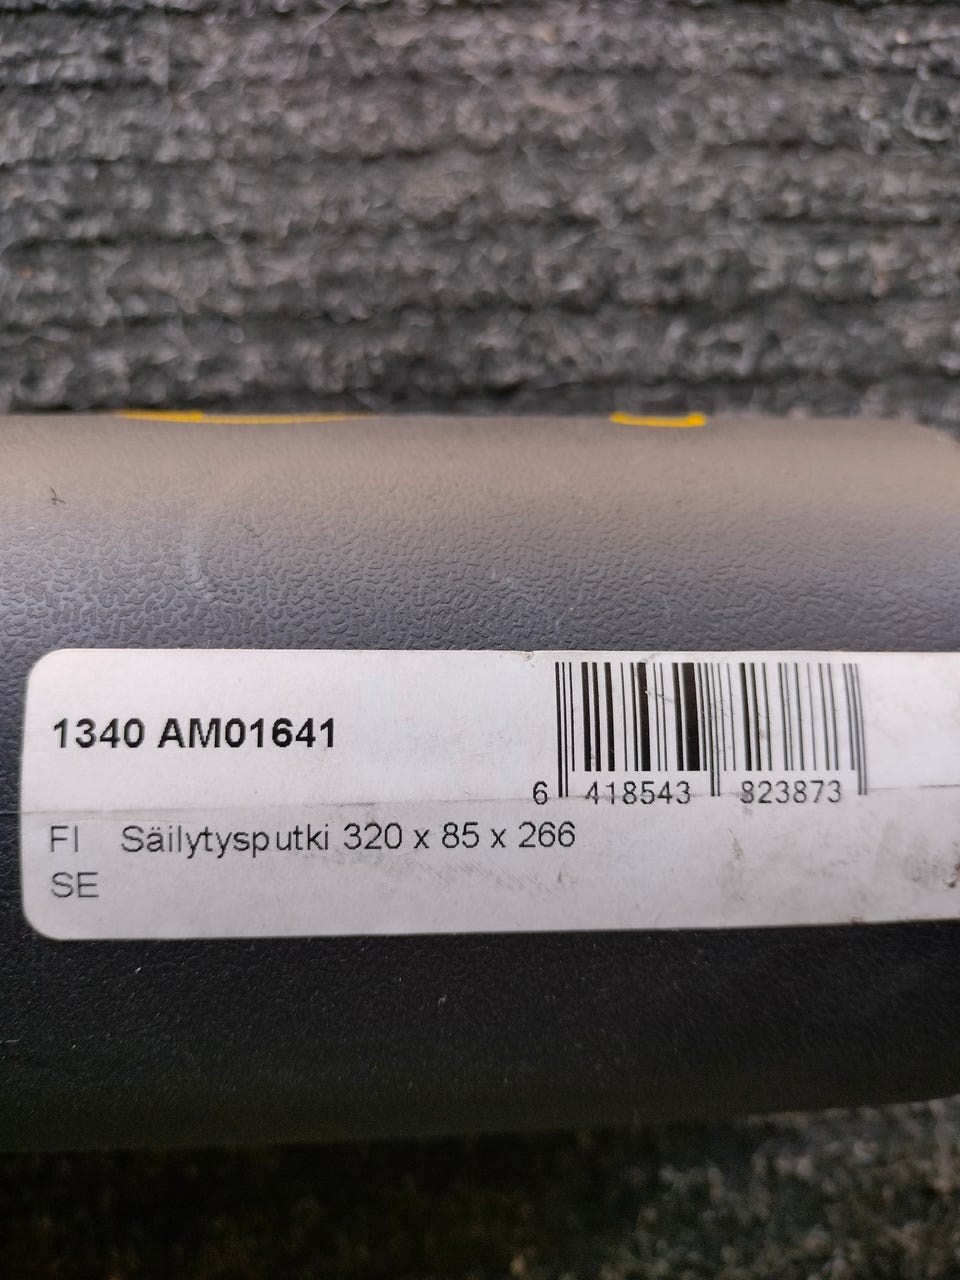 1340 AM01641
6 418543 823873
FI Säilytysputki 320 x 85 x 266
SE